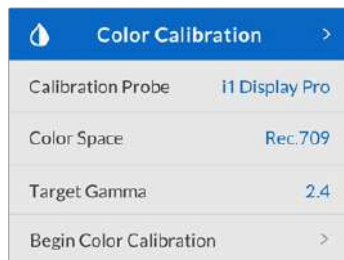 Color Calibration >
Calibration Probe i1 Display Pro
Color Space Rec.709
Target Gamma 2.4
Begin Color Calibration >